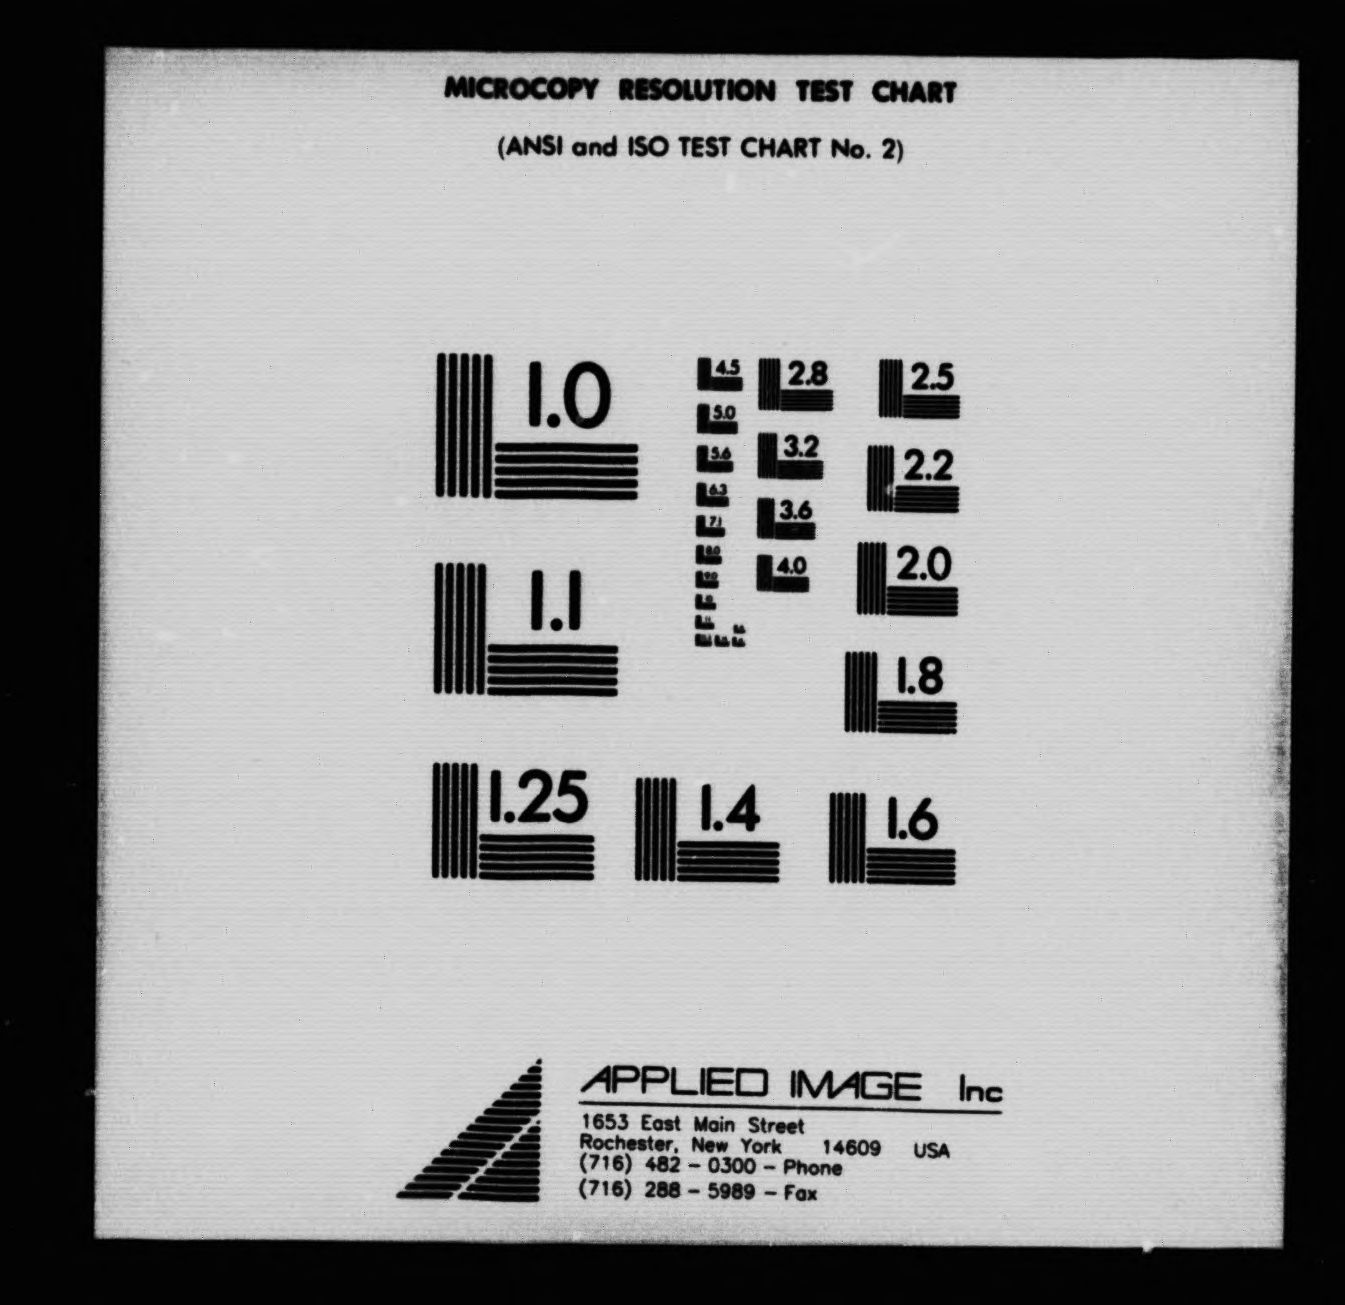 MICROCOPY RESOLUTION TEST CHART
(ANSI and ISO TEST CHART No. 2)
1.0
4.5
2.8
2.5
5.0
3.2
2.2
5.6
6.3
3.6
7.1
8.0
4.0
2.0
9.0
1.1
1.8
1.25
1.4
1.6
APPLIED IMAGE Inc
1653 East Main Street
Rochester, New York 14609 USA
(716) 482 - 0300 - Phone
(716) 288 - 5989 - Fax